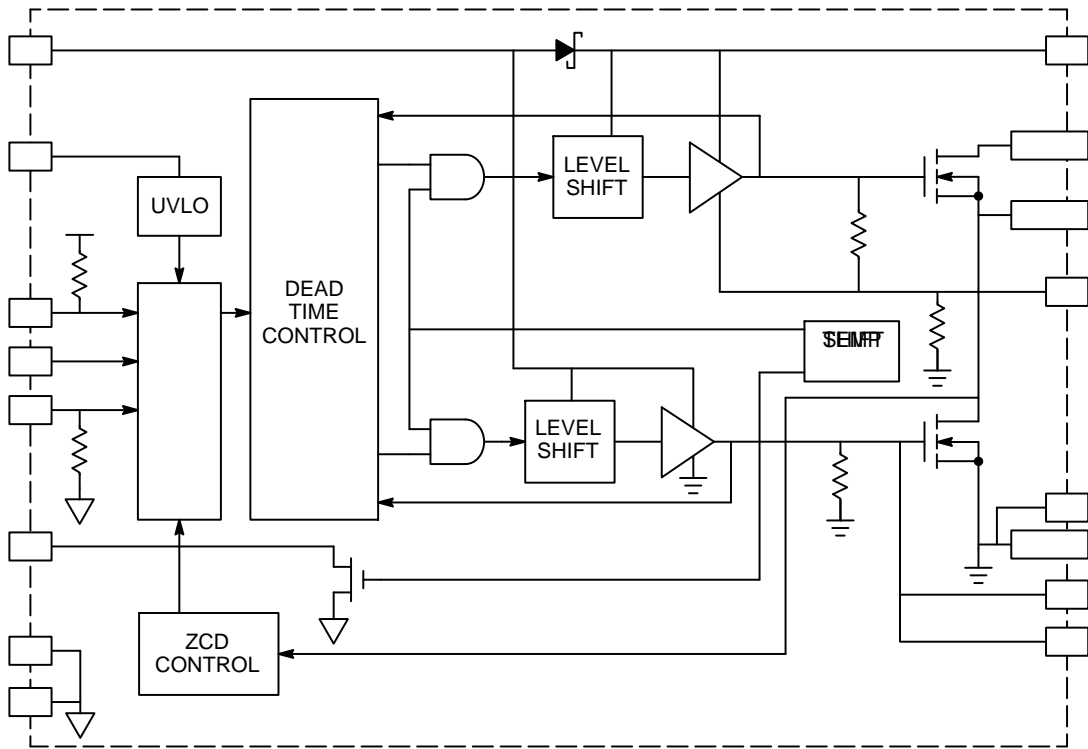 LEVEL
SHIFT
UVLO
DEAD
TIME
CONTROL
LEVEL
SHIFT
ZCD
CONTROL